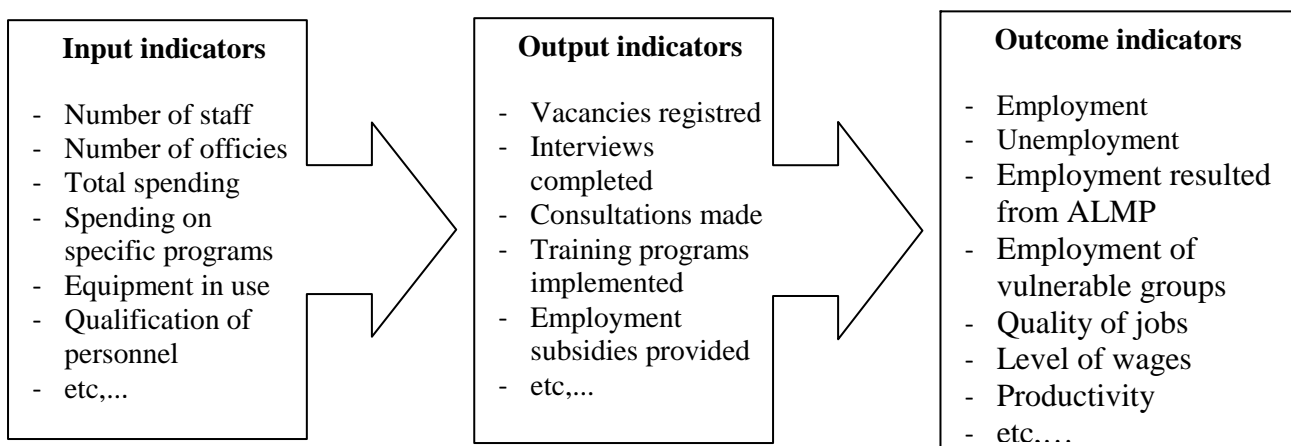 Input indicators
- Number of staff
- Number of officies
- Total spending
- Spending on
specific programs
- Equipment in use
- Qualification of
personnel
- etc,...
Output indicators
- Vacancies registred
- Interviews
completed
- Consultations made
- Training programs
implemented
- Employment
subsidies provided
- etc,...
Outcome indicators
- Employment
- Unemployment
- Employment resulted
from ALMP
- Employment of
vulnerable groups
- Quality of jobs
- Level of wages
- Productivity
- etc,…